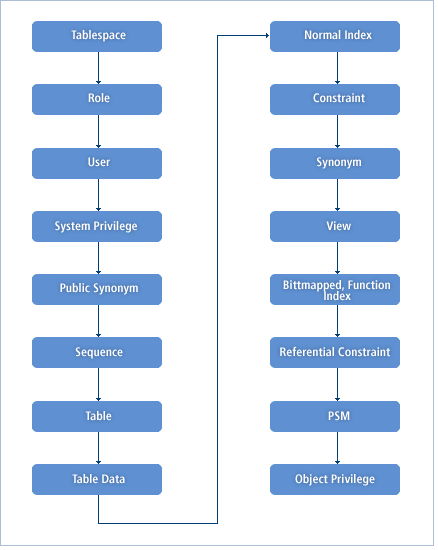 Tablespace
Role
User
System Privilege
Public Synonym
Sequence
Table
Table Data
Normal Index
Constraint
Synonym
View
Bittmapped, Function
Index
Referential Constraint
PSM
Object Privilege